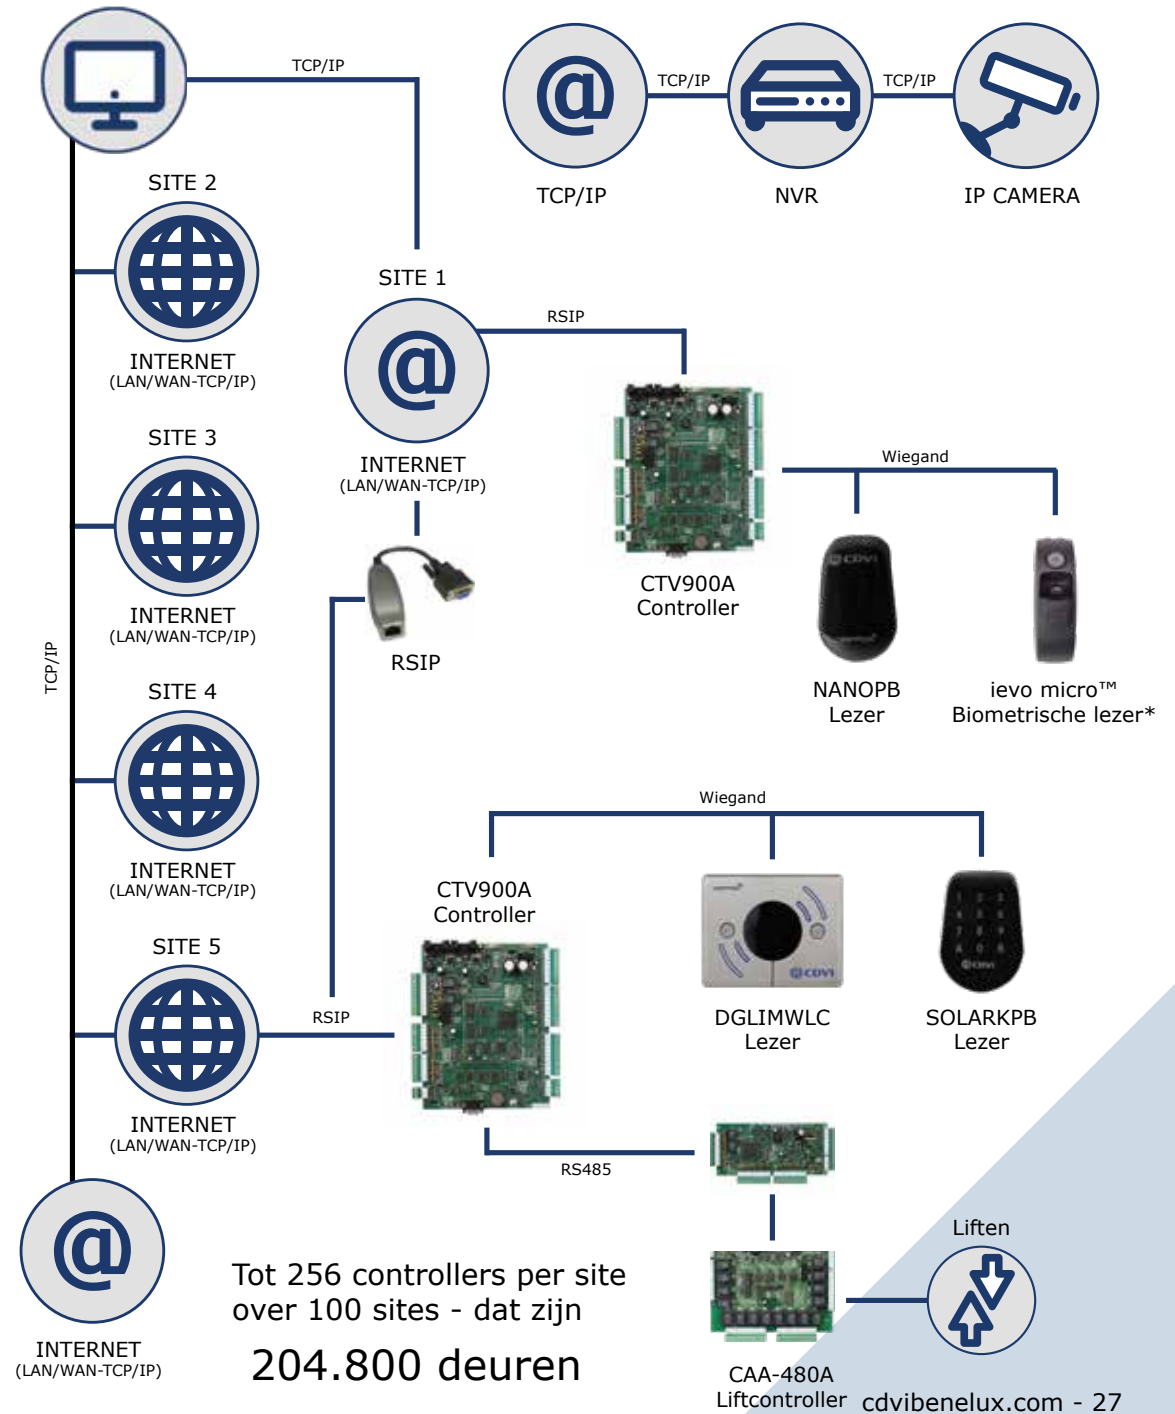 TCP/IP
TCP/IP
TCP/IP
TCP/IP
NVR
IP CAMERA
SITE 2
INTERNET
(LAN/WAN-TCP/IP)
SITE 1
INTERNET
(LAN/WAN-TCP/IP)
RSIP
CTV900A
Controller
Wiegand
CDVI
NANOPB
Lezer
ievo micro™
Biometrische lezer*
SITE 3
INTERNET
(LAN/WAN-TCP/IP)
RSIP
TCP/IP
SITE 4
INTERNET
(LAN/WAN-TCP/IP)
Wiegand
CTV900A
Controller
CDVI
DGLIMWLC
Lezer
CDVI
SOLARKPB
Lezer
SITE 5
RSIP
INTERNET
(LAN/WAN-TCP/IP)
RS485
INTERNET
(LAN/WAN-TCP/IP)
Liften
CAA-480A
Liftcontroller
Tot 256 controllers per site
over 100 sites - dat zijn
204.800 deuren
cdvibenelux.com - 27